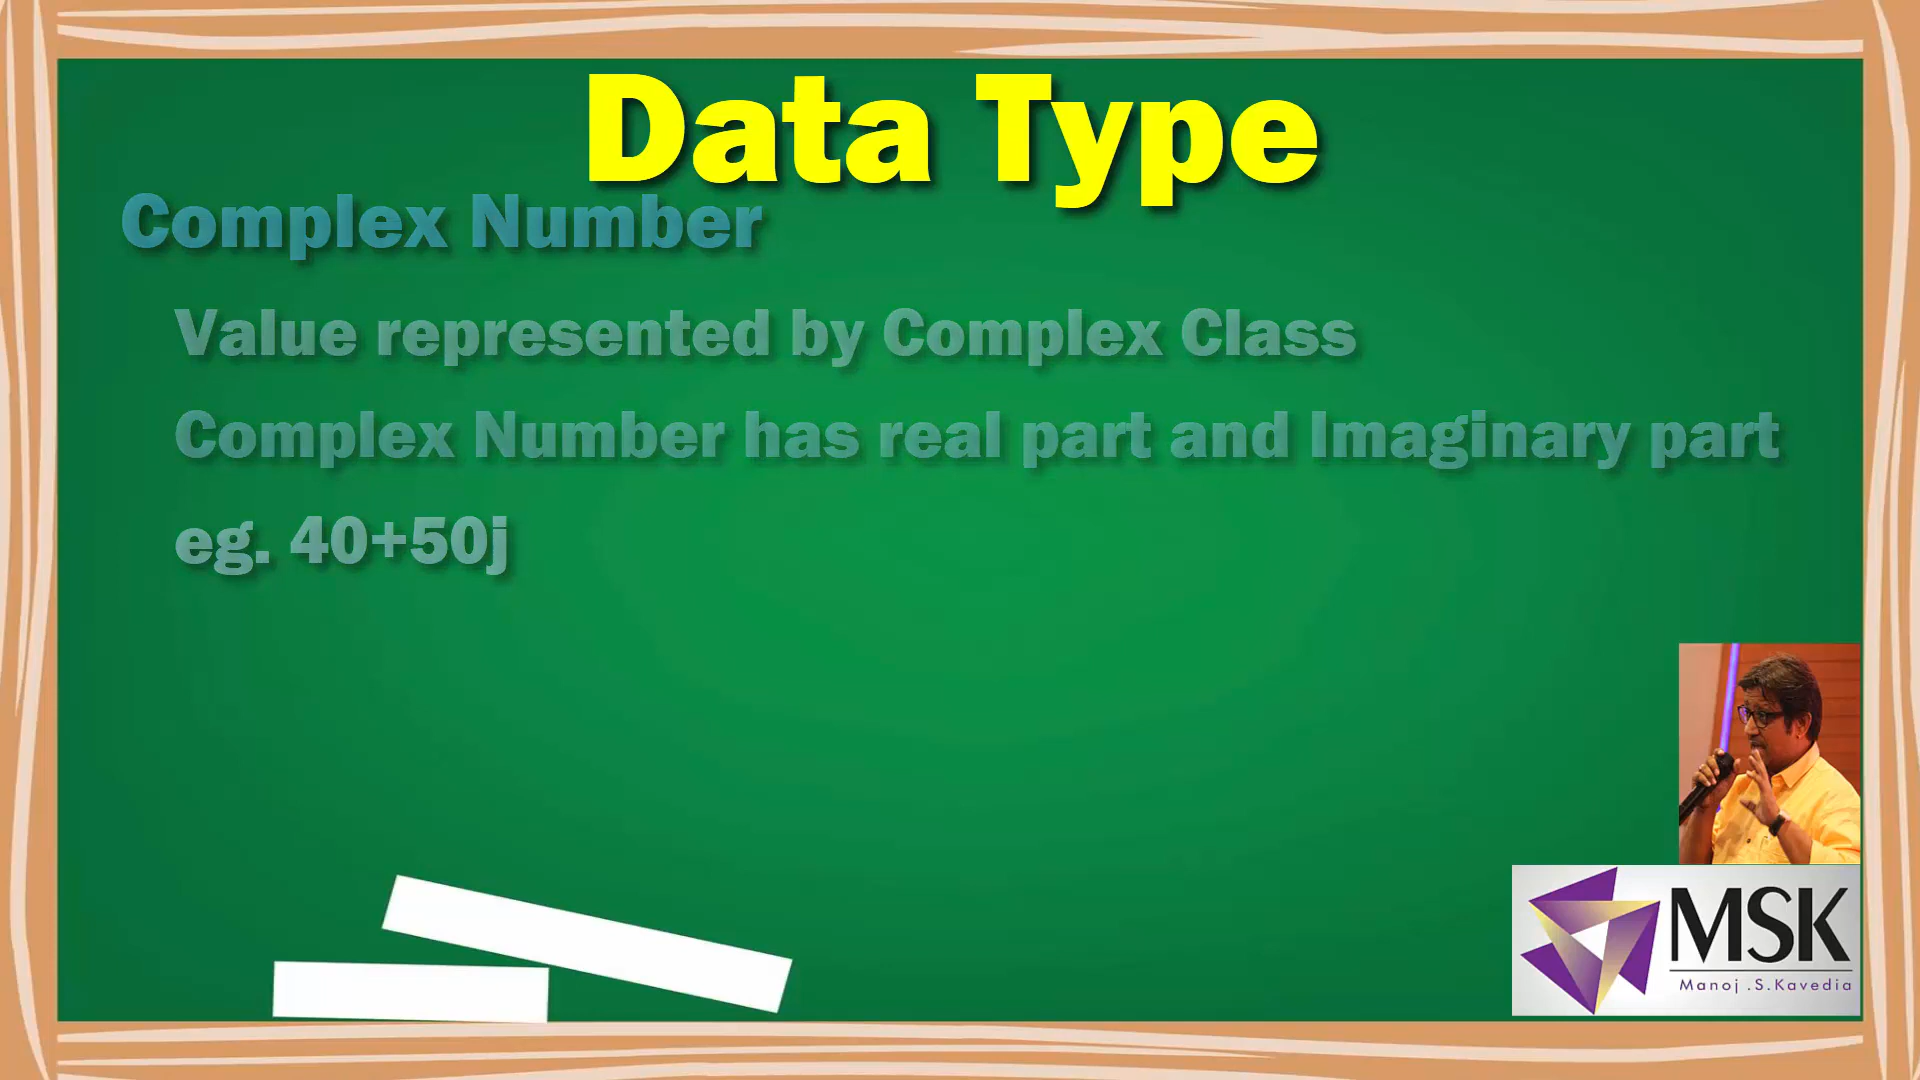 Data Type
Complex Number
Value represented by Complex Class
Complex Number has real part and Imaginary part
eg. 40+50j
MSK
Manoj .S.Kavedia